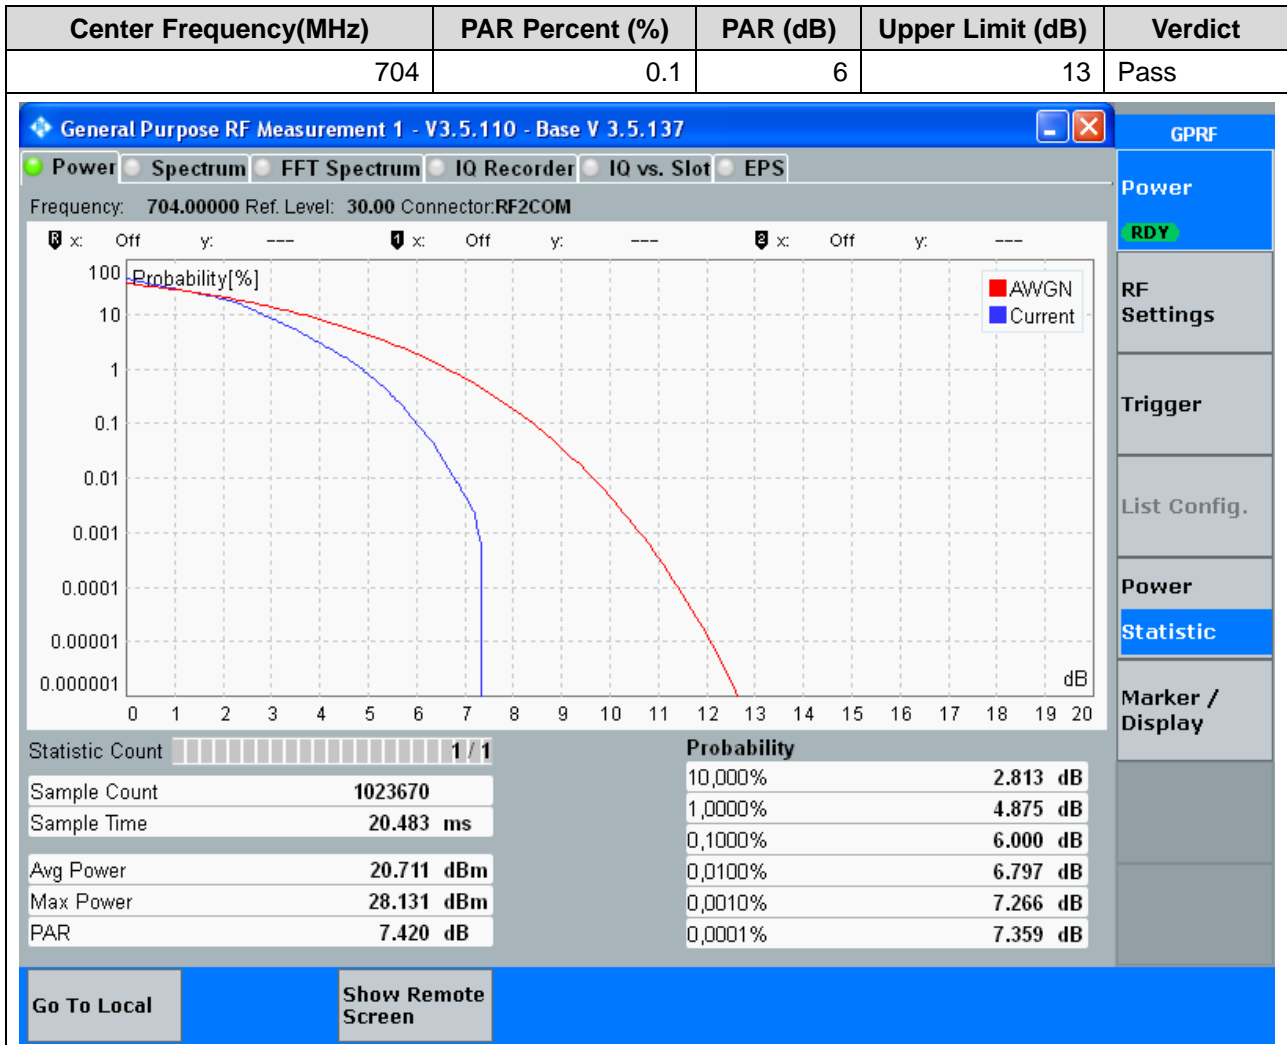 Center Frequency(MHz) PAR Percent (%) PAR (dB) Upper Limit (dB) Verdict
704 0.1 6 13 Pass
General Purpose RF Measurement 1 - V3.5.110 - Base V 3.5.137
GPRF
Power Spectrum FFT Spectrum IQ Recorder IQ vs. Slot EPS
Frequency: 704.00000 Ref. Level: 30.00 Connector:RF2COM
R x: Off y: --- 1 x: Off y: --- 2 x: Off y: ---
Probability[%]
AWGN
Current
100
10
1
0.1
0.01
0.001
0.0001
0.00001
0.000001
dB
0 1 2 3 4 5 6 7 8 9 10 11 12 13 14 15 16 17 18 19 20
Statistic Count 1 / 1
Sample Count 1023670
Sample Time 20.483 ms
Avg Power 20.711 dBm
Max Power 28.131 dBm
PAR 7.420 dB
Probability
10,000% 2.813 dB
1,0000% 4.875 dB
0,1000% 6.000 dB
0,0100% 6.797 dB
0,0010% 7.266 dB
0,0001% 7.359 dB
Power
RDY
RF
Settings
Trigger
List Config.
Power
Statistic
Marker /
Display
Go To Local
Show Remote
Screen